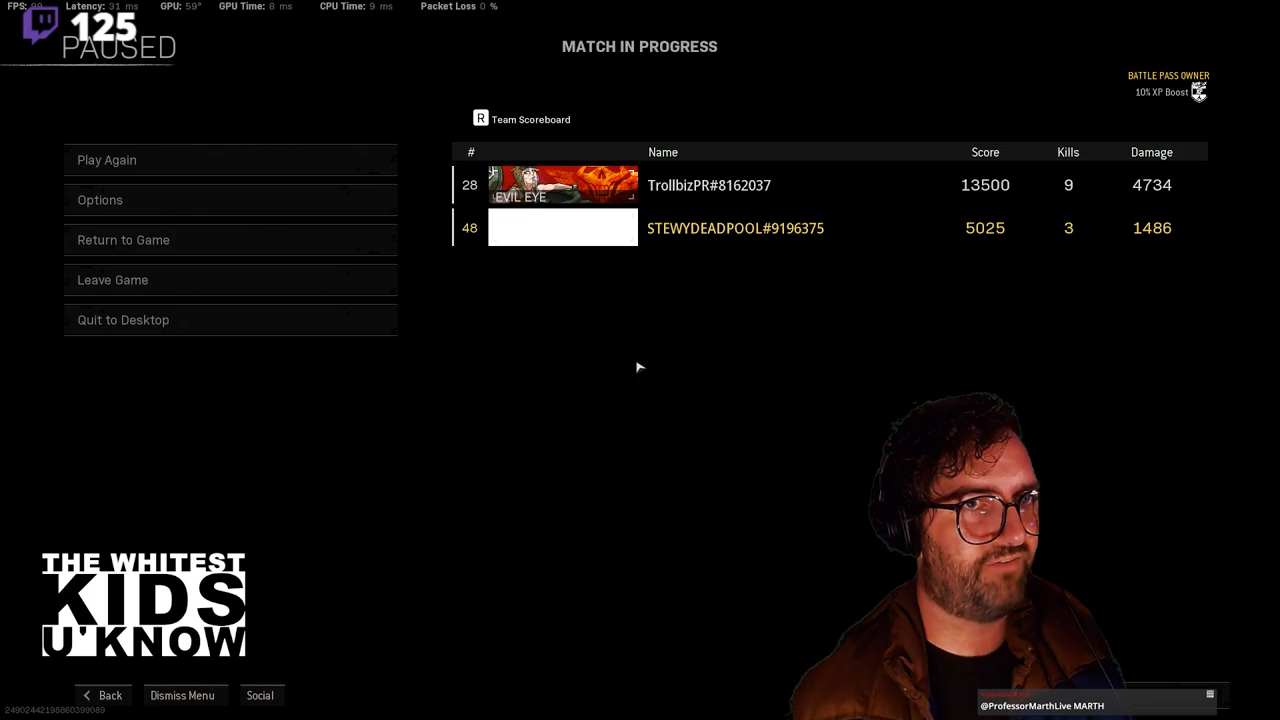 FPS: Latency: 31 ms GPU: 59° GPU Time: 8 ms CPU Time: 9 ms Packet Loss 0 %
125
PAUSED
MATCH IN PROGRESS
BATTLE PASS OWNER
10% XP Boost
R Team Scoreboard
# Name Score Kills Damage
28 EVIL EYE TrollbizPR#8162037 13500 9 4734
48 STEWYDEADPOOL#9196375 5025 3 1486
Play Again
Options
Return to Game
Leave Game
Quit to Desktop
THE WHITEST
KIDS
U'KNOW
Back Dismiss Menu Social
@ProfessorMarthLive MARTH
24902442198860399089